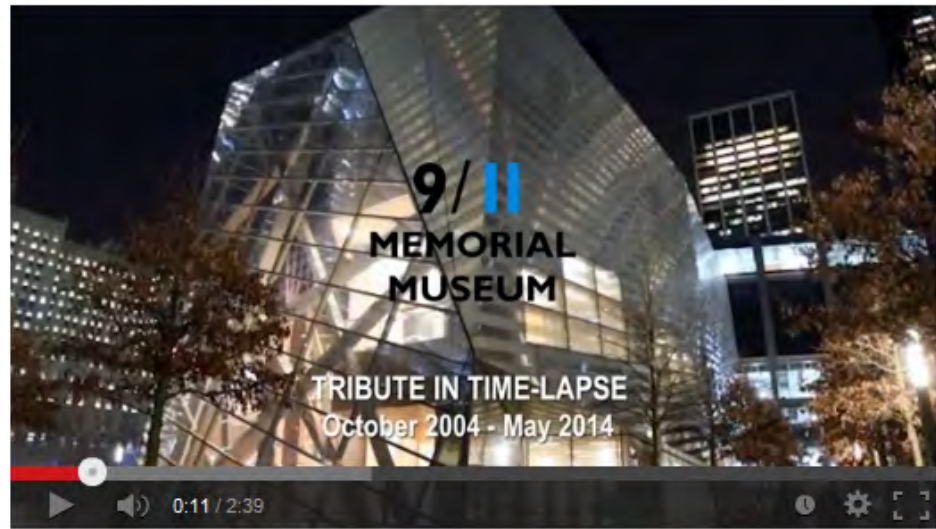 9/11
MEMORIAL
MUSEUM
TRIBUTE IN TIME-LAPSE
October 2004 - May 2014
0:11 / 2:39